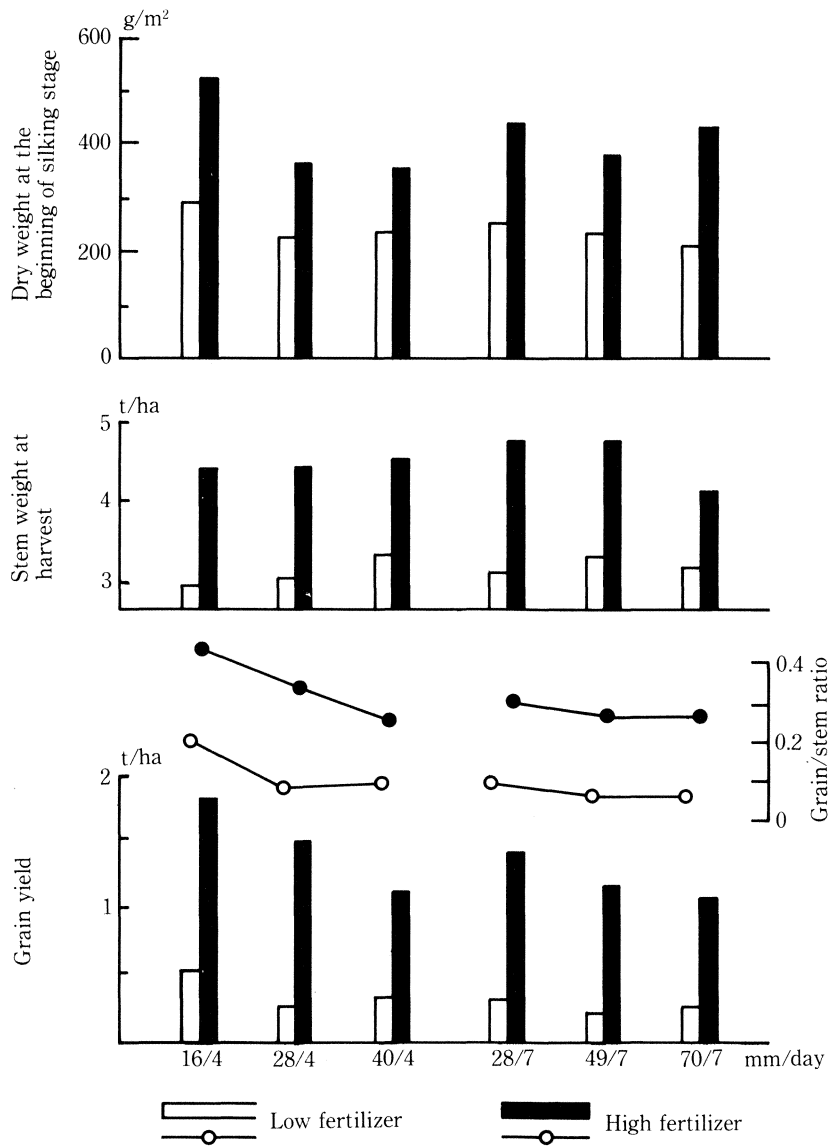 g/m²
600
400
200
0
Dry weight at the
beginning of silking stage
t/ha
5
4
3
Stem weight at
harvest
0.4
0.2
0
Grain/stem ratio
t/ha
2
1
Grain yield
16/4 28/4 40/4 28/7 49/7 70/7 mm/day
Low fertilizer High fertilizer